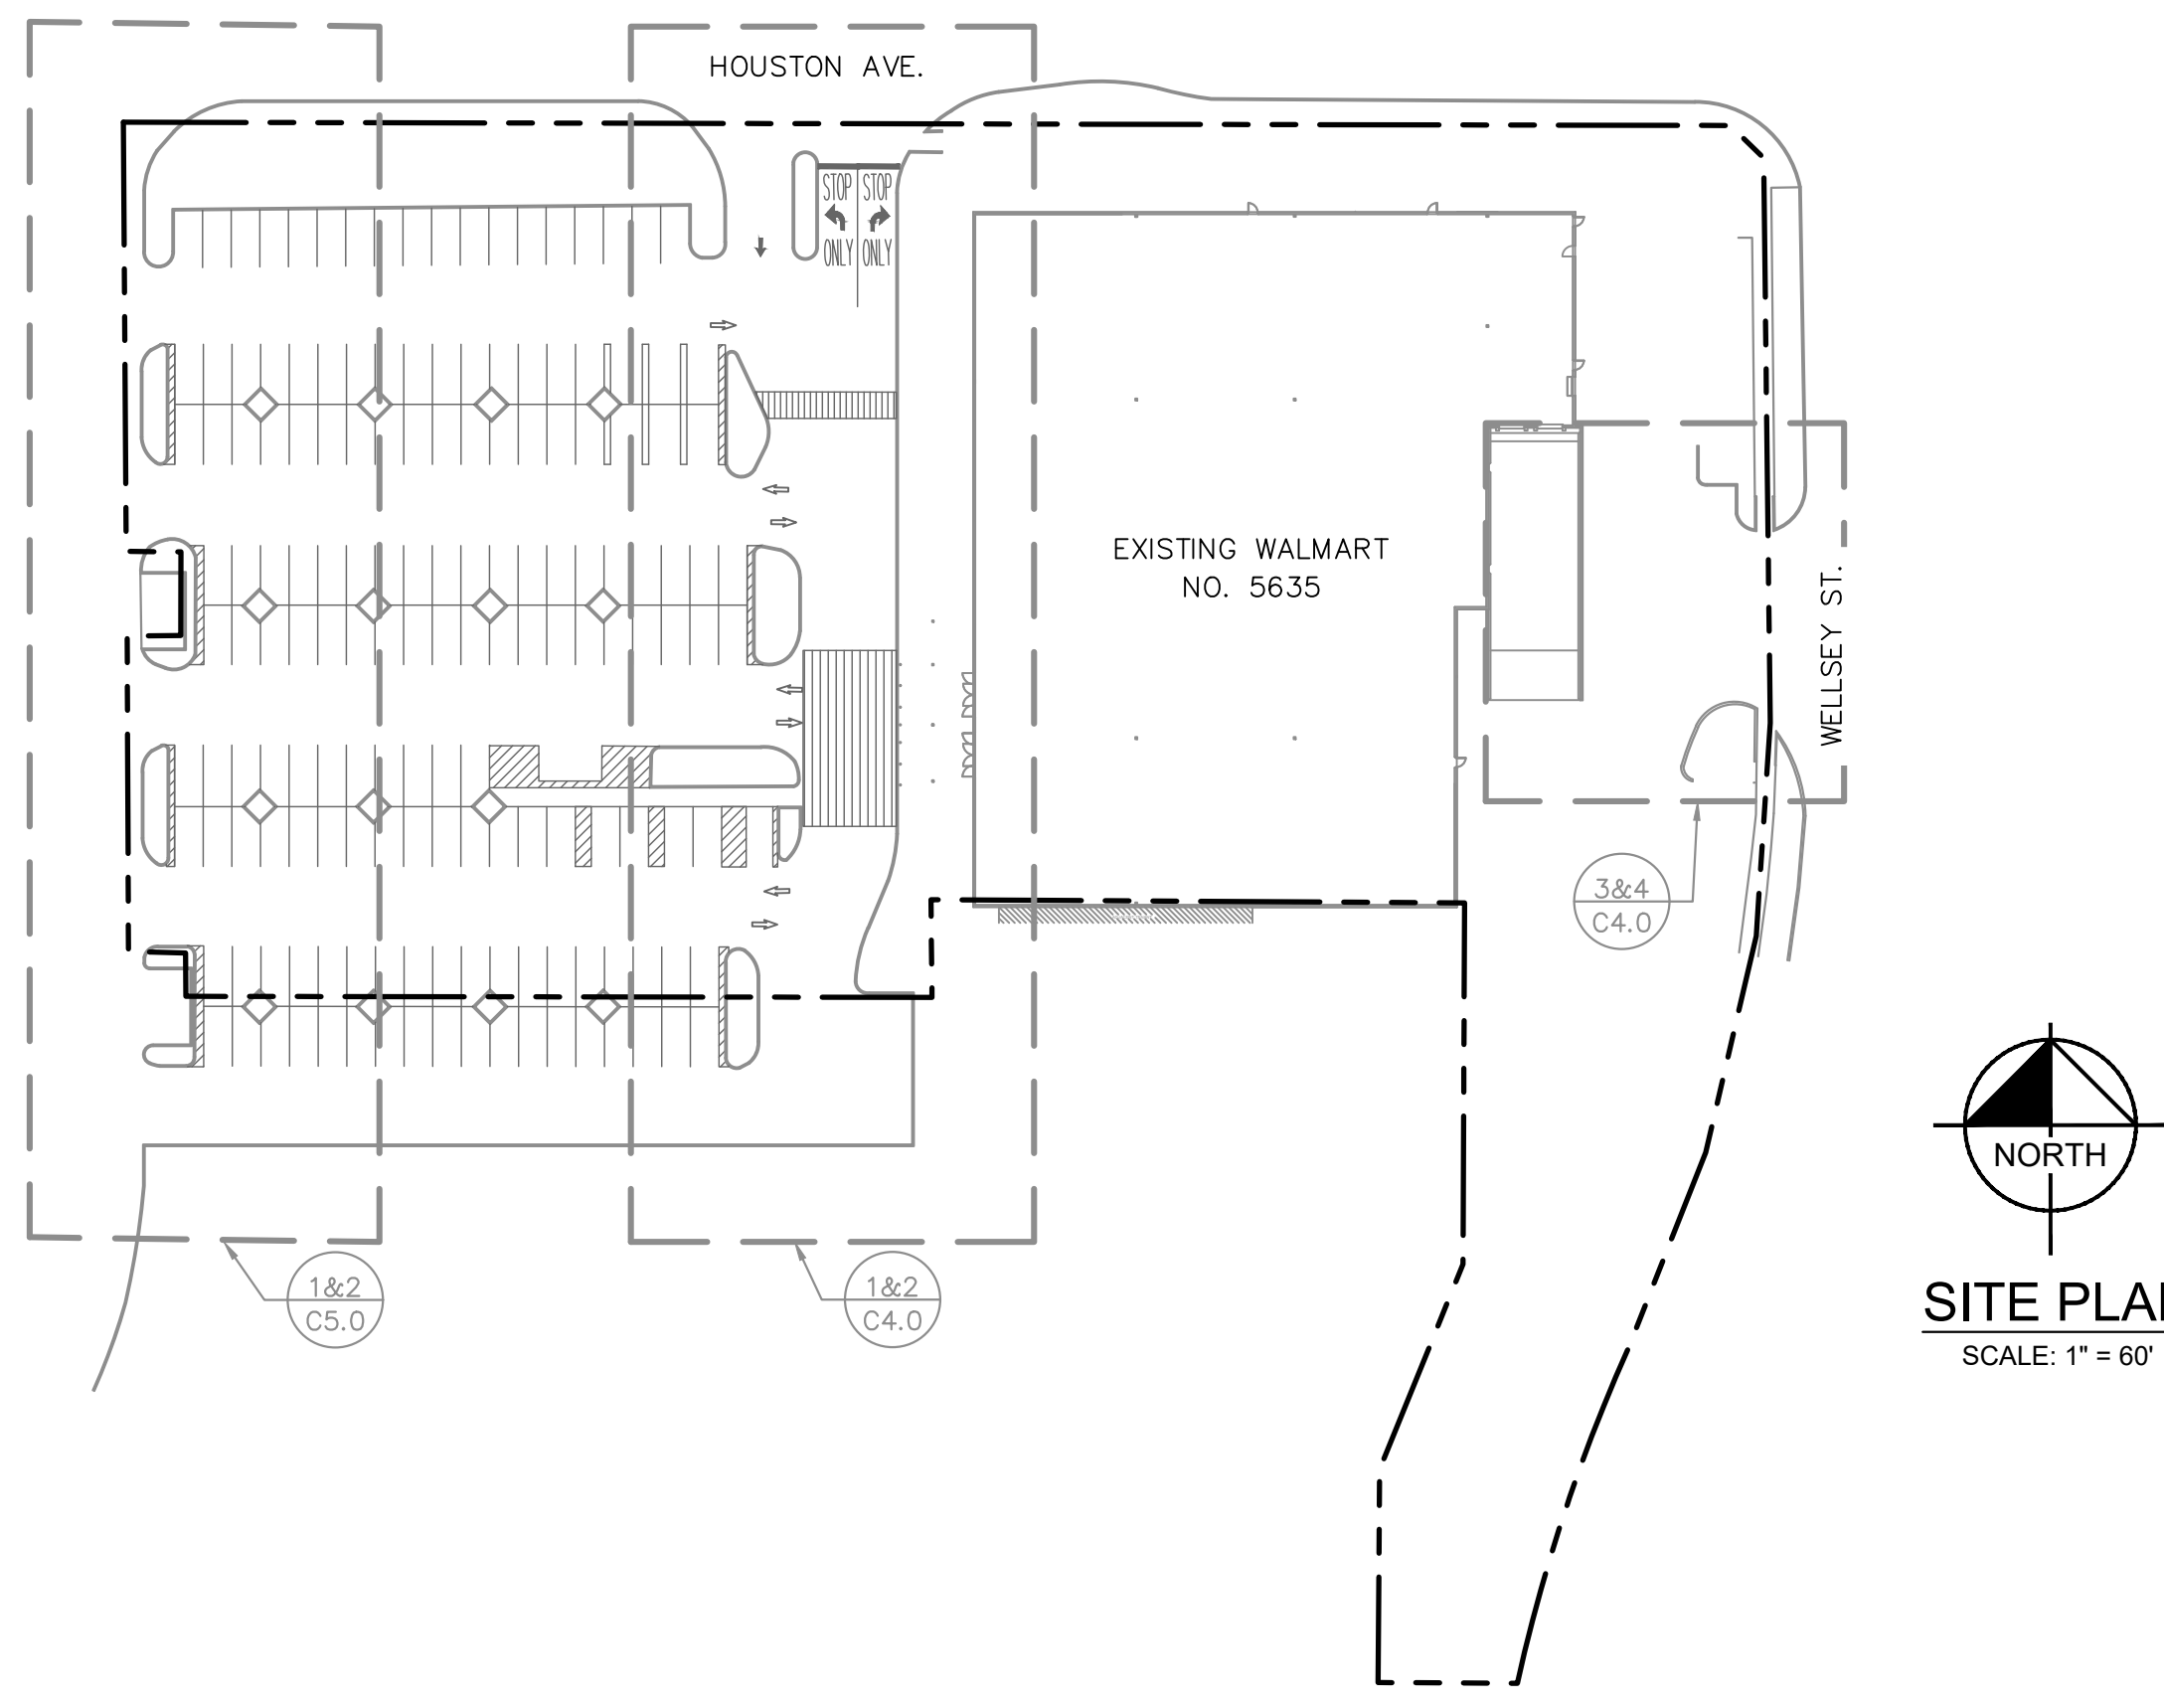 HOUSTON AVE.
STOP STOP
ONLY ONLY
EXISTING WALMART
NO. 5635
WELLSEY ST.
3&4
C4.0
NORTH
1&2
C5.0
1&2
C4.0
SITE PLA
SCALE: 1" = 60'